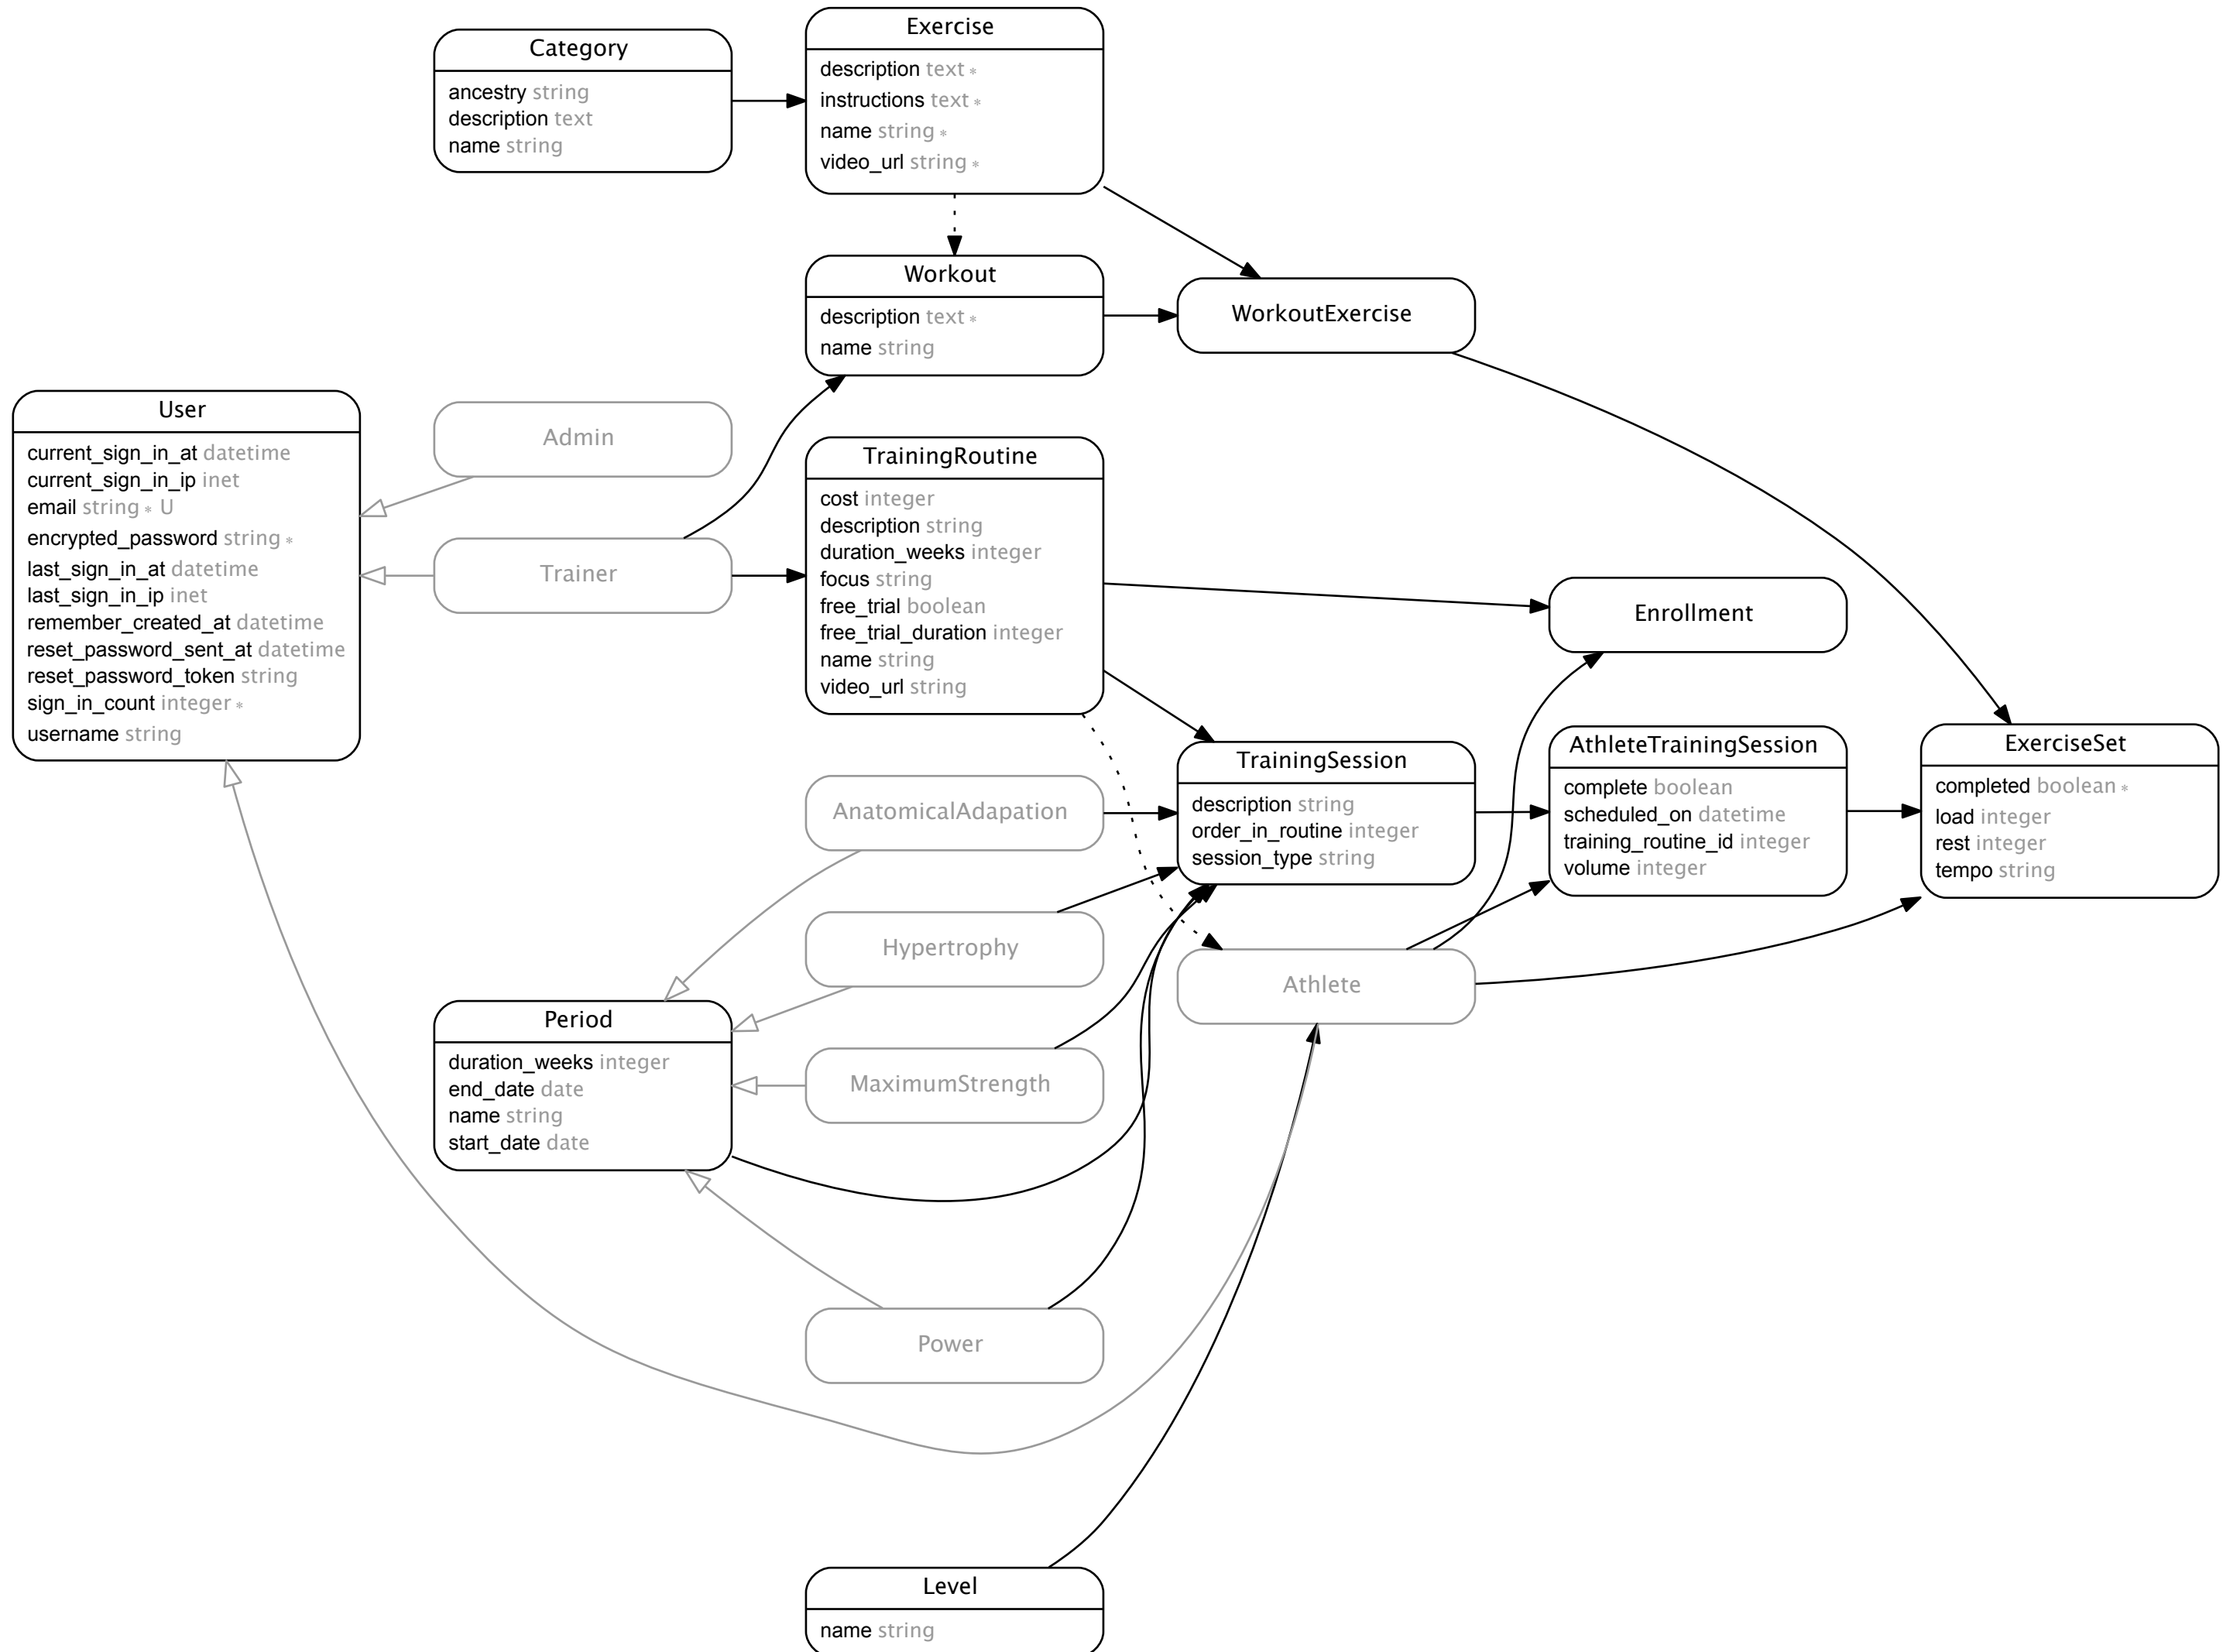 Category
ancestry string
description text
name string
Exercise
description text *
instructions text *
name string *
video_url string *
Workout
description text *
name string
WorkoutExercise
User
current_sign_in_at datetime
current_sign_in_ip inet
email string * U
encrypted_password string *
last_sign_in_at datetime
last_sign_in_ip inet
remember_created_at datetime
reset_password_sent_at datetime
reset_password_token string
sign_in_count integer *
username string
Admin
Trainer
TrainingRoutine
cost integer
description string
duration_weeks integer
focus string
free_trial boolean
free_trial_duration integer
name string
video_url string
Enrollment
TrainingSession
description string
order_in_routine integer
session_type string
AthleteTrainingSession
complete boolean
scheduled_on datetime
training_routine_id integer
volume integer
ExerciseSet
completed boolean *
load integer
rest integer
tempo string
AnatomicalAdapation
Hypertrophy
Athlete
Period
duration_weeks integer
end_date date
name string
start_date date
MaximumStrength
Power
Level
name string